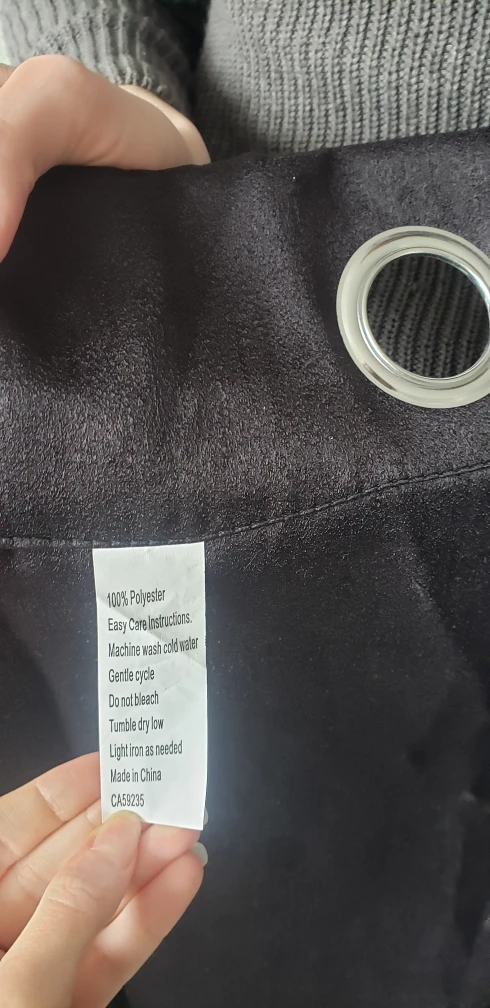 100% Polyester
Easy Care Instructions.
Machine wash cold water
Gentle cycle
Do not bleach
Tumble dry low
Light iron as needed
Made in China
CA59235